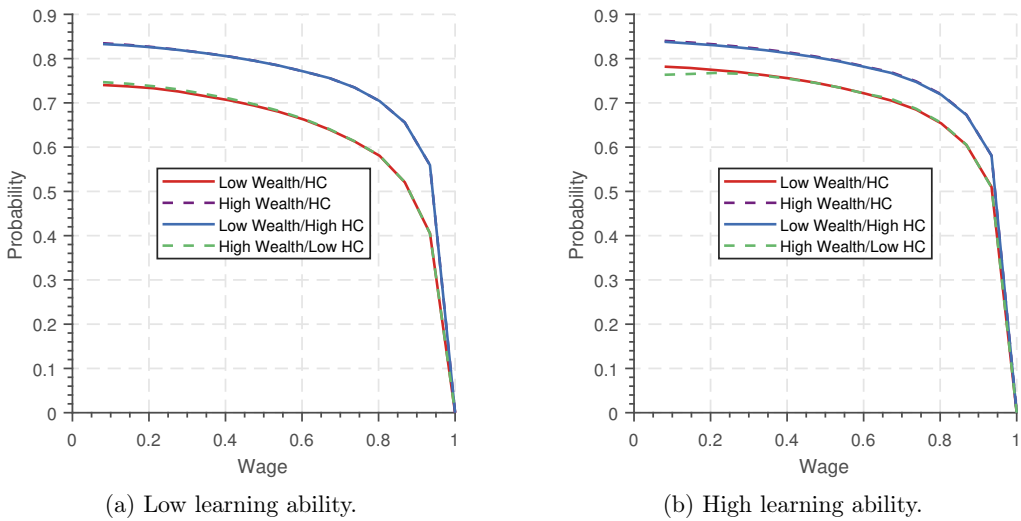 0.9
0.8
0.7
0.6
0.5
0.4
0.3
0.2
0.1
0
Probability
Low Wealth/HC
High Wealth/HC
Low Wealth/High HC
High Wealth/Low HC
0 0.2 0.4 0.6 0.8 1
Wage
(a) Low learning ability.
0.9
0.8
0.7
0.6
0.5
0.4
0.3
0.2
0.1
0
Probability
Low Wealth/HC
High Wealth/HC
Low Wealth/High HC
High Wealth/Low HC
0 0.2 0.4 0.6 0.8 1
Wage
(b) High learning ability.